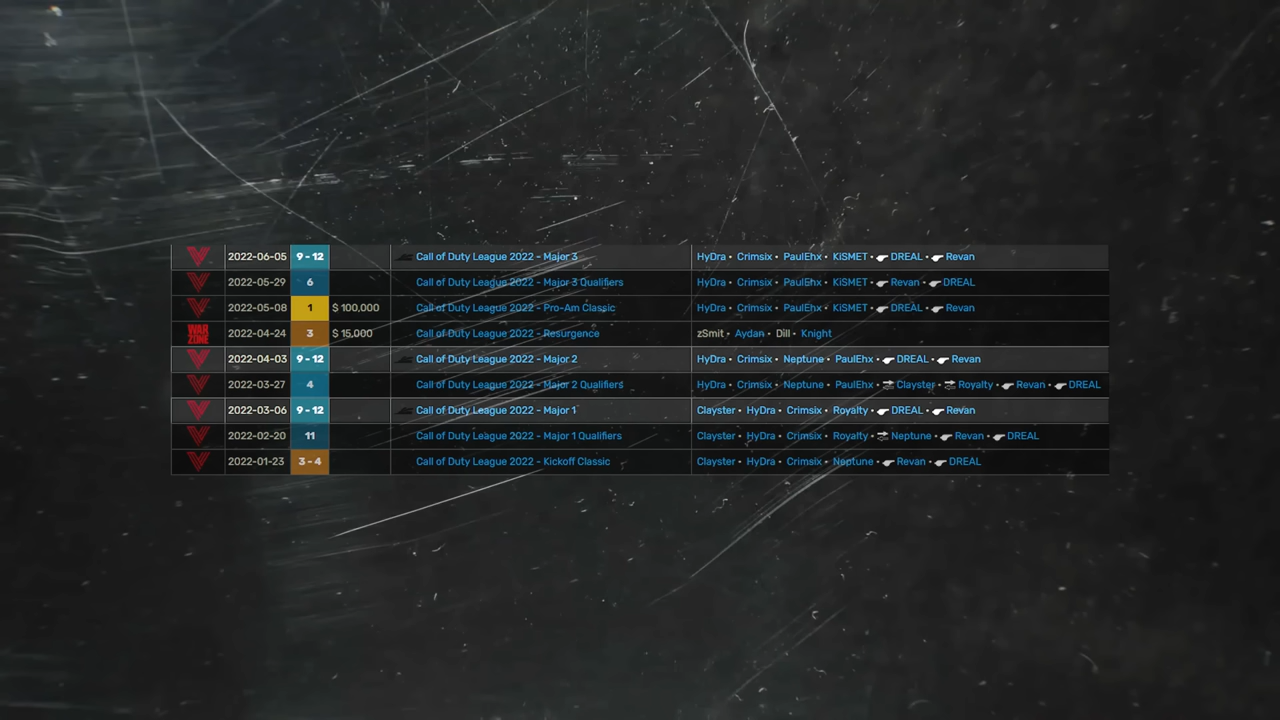 2022-06-05 9 - 12 Call of Duty League 2022 - Major 3 HyDra • Crimsix • PaulEhx • KiSMET • DREAL • Revan
2022-05-29 6 Call of Duty League 2022 - Major 3 Qualifiers HyDra • Crimsix • PaulEhx • KiSMET • Revan • DREAL
2022-05-08 1 $ 100,000 Call of Duty League 2022 - Pro-Am Classic HyDra • Crimsix • PaulEhx • KiSMET • DREAL • Revan
WAR ZONE 2022-04-24 3 $ 15,000 Call of Duty League 2022 - Resurgence zSmit • Aydan • Dill • Knight
2022-04-03 9 - 12 Call of Duty League 2022 - Major 2 HyDra • Crimsix • Neptune • PaulEhx • DREAL • Revan
2022-03-27 4 Call of Duty League 2022 - Major 2 Qualifiers HyDra • Crimsix • Neptune • PaulEhx • Clayster • Royalty • Revan • DREAL
2022-03-06 9 - 12 Call of Duty League 2022 - Major 1 Clayster • HyDra • Crimsix • Royalty • DREAL • Revan
2022-02-20 11 Call of Duty League 2022 - Major 1 Qualifiers Clayster • HyDra • Crimsix • Royalty • Neptune • Revan • DREAL
2022-01-23 3 - 4 Call of Duty League 2022 - Kickoff Classic Clayster • HyDra • Crimsix • Neptune • Revan • DREAL